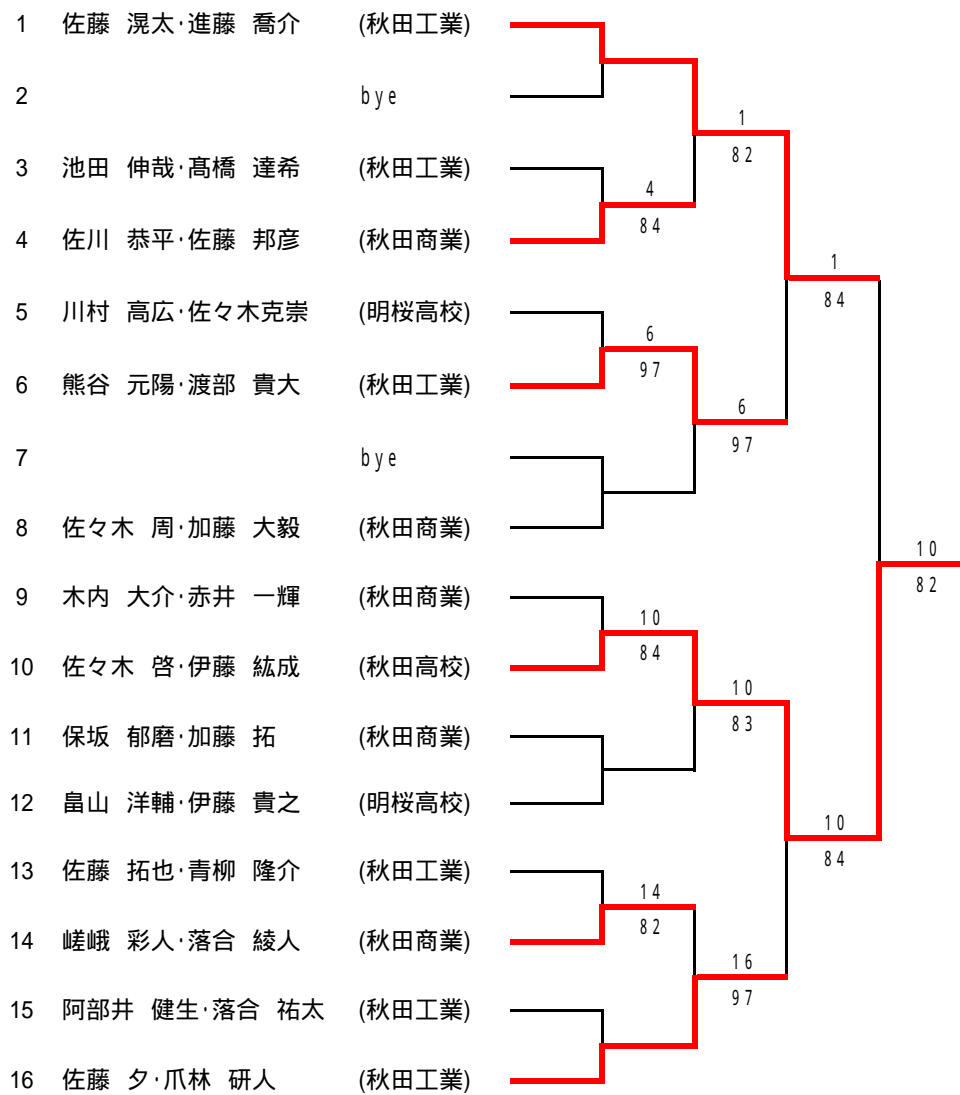 1 佐藤 滉太･進藤 喬介 (秋田工業)
2 bye
1
82
3 池田 伸哉･髙橋 達希 (秋田工業)
4
84
4 佐川 恭平･佐藤 邦彦 (秋田商業)
1
84
5 川村 高広･佐々木克崇 (明桜高校)
6
97
6 熊谷 元陽･渡部 貴大 (秋田工業)
6
97
7 bye
8 佐々木 周･加藤 大毅 (秋田商業)
10
82
9 木内 大介･赤井 一輝 (秋田商業)
10
84
10 佐々木 啓･伊藤 紘成 (秋田高校)
10
83
11 保坂 郁磨･加藤 拓 (秋田商業)
12 畠山 洋輔･伊藤 貴之 (明桜高校)
10
84
13 佐藤 拓也･青柳 隆介 (秋田工業)
14
82
14 嵯峨 彩人･落合 綾人 (秋田商業)
16
97
15 阿部井 健生･落合 祐太 (秋田工業)
16 佐藤 夕･爪林 研人 (秋田工業)